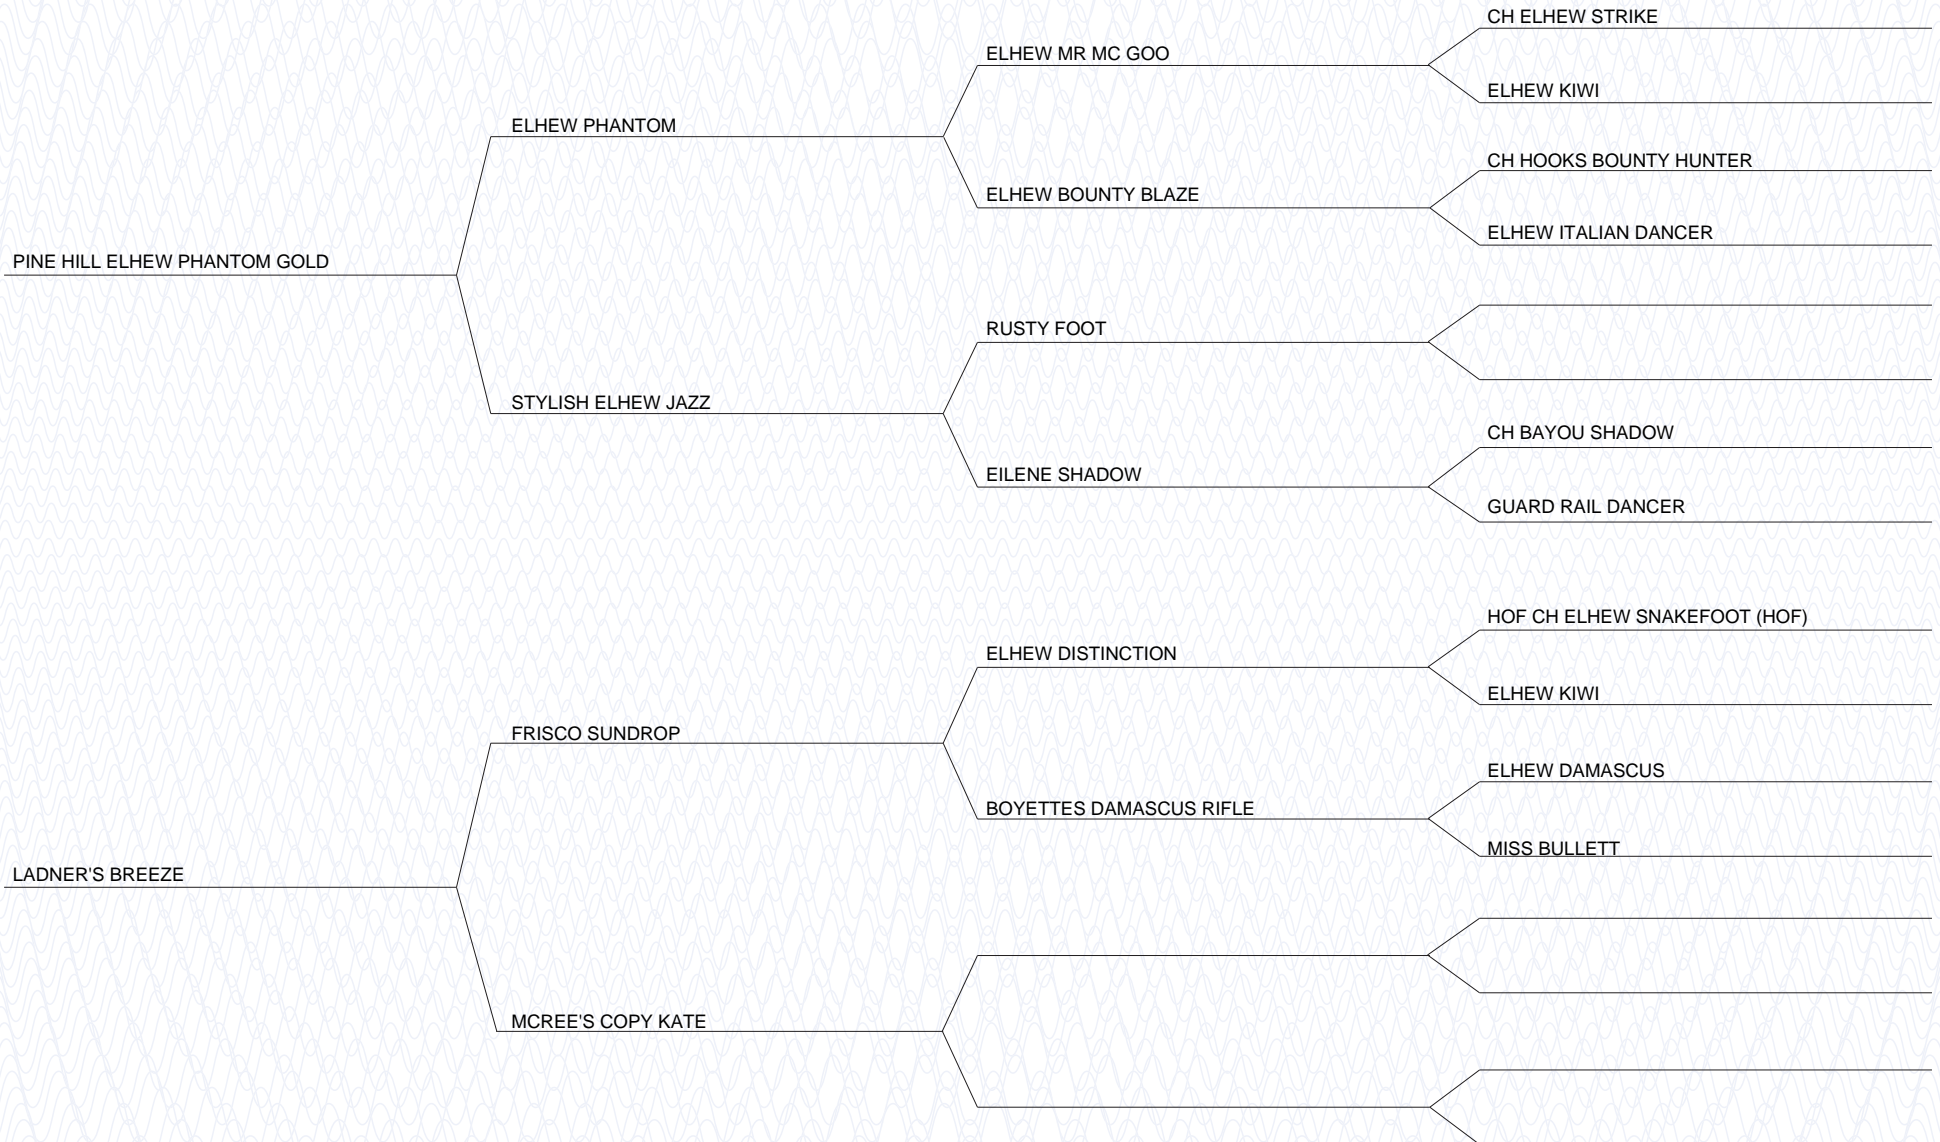 CH ELHEW STRIKE
ELHEW MR MC GOO
ELHEW KIWI
ELHEW PHANTOM
CH HOOKS BOUNTY HUNTER
ELHEW BOUNTY BLAZE
ELHEW ITALIAN DANCER
PINE HILL ELHEW PHANTOM GOLD
RUSTY FOOT
STYLISH ELHEW JAZZ
CH BAYOU SHADOW
EILENE SHADOW
GUARD RAIL DANCER
HOF CH ELHEW SNAKEFOOT (HOF)
ELHEW DISTINCTION
ELHEW KIWI
FRISCO SUNDROP
ELHEW DAMASCUS
BOYETTES DAMASCUS RIFLE
MISS BULLETT
LADNER'S BREEZE
MCREE'S COPY KATE